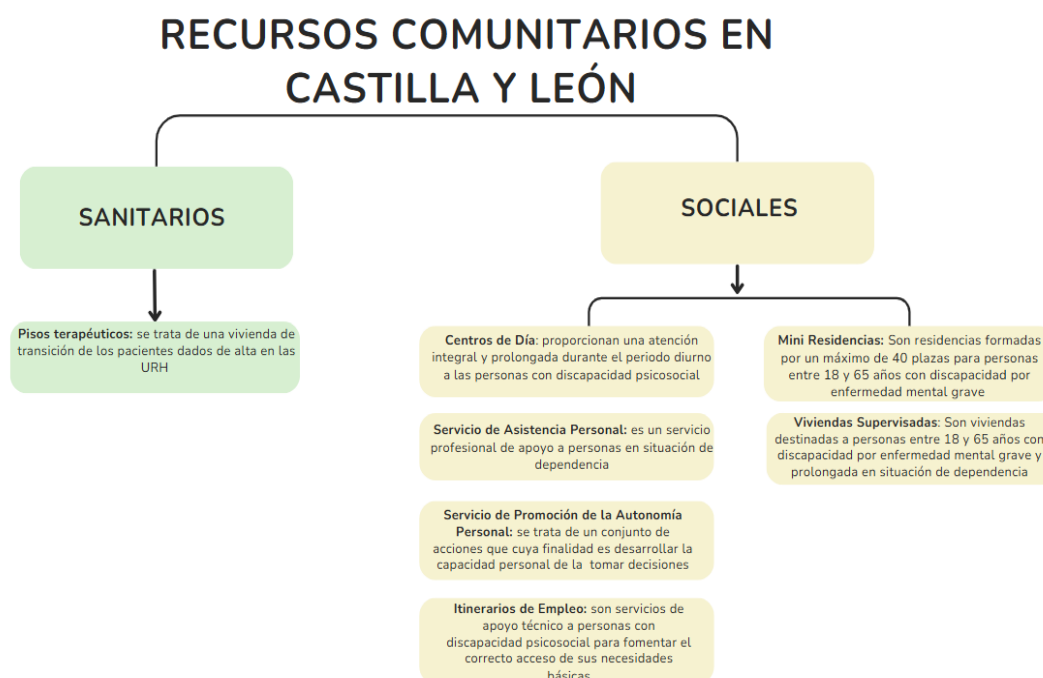 RECURSOS COMUNITARIOS EN
CASTILLA Y LEÓN
SANITARIOS
Pisos terapéuticos: se trata de una vivienda de
transición de los pacientes dados de alta en las
URH
SOCIALES
Centros de Día: proporcionan una atención
integral y prolongada durante el periodo diurno
a las personas con discapacidad psicosocial
Servicio de Asistencia Personal: es un servicio
profesional de apoyo a personas en situación de
dependencia
Servicio de Promoción de la Autonomía
Personal: se trata de un conjunto de
acciones que cuya finalidad es desarrollar la
capacidad personal de la tomar decisiones
Itinerarios de Empleo: son servicios de
apoyo técnico a personas con
discapacidad psicosocial para fomentar el
correcto acceso de sus necesidades
básicas
Mini Residencias: Son residencias formadas
por un máximo de 40 plazas para personas
entre 18 y 65 años con discapacidad por
enfermedad mental grave
Viviendas Supervisadas: Son viviendas
destinadas a personas entre 18 y 65 años con
discapacidad por enfermedad mental grave y
prolongada en situación de dependencia